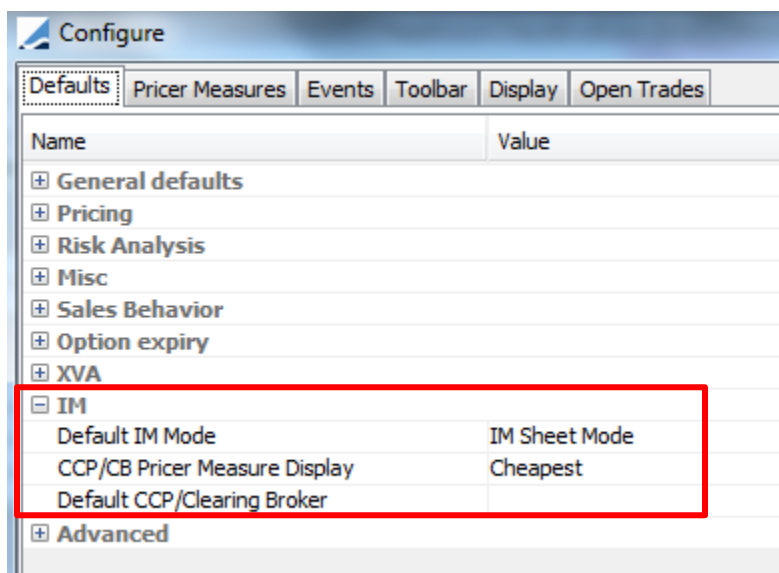 Configure
Defaults Pricer Measures Events Toolbar Display Open Trades
Name Value
General defaults
Pricing
Risk Analysis
Misc
Sales Behavior
Option expiry
XVA
IM
Default IM Mode IM Sheet Mode
CCP/CB Pricer Measure Display Cheapest
Default CCP/Clearing Broker
Advanced